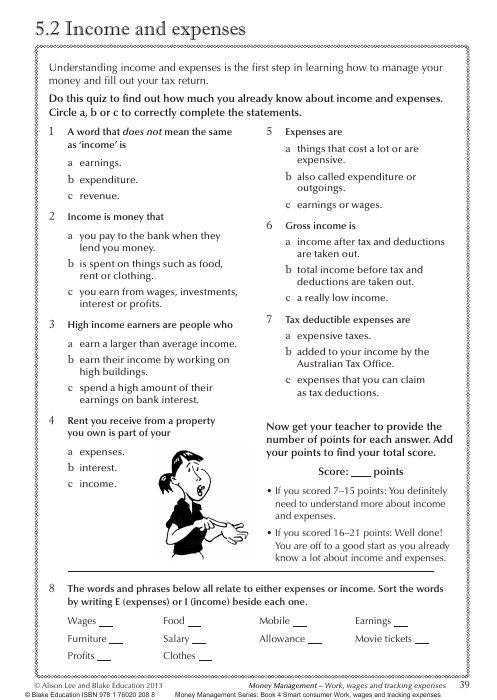 5.2 Income and expenses
Understanding income and expenses is the first step in learning how to manage your
money and fill out your tax return.
Do this quiz to find out how much you already know about income and expenses.
Circle a, b or c to correctly complete the statements.
1 A word that does not mean the same
as ‘income’ is
a earnings.
b expenditure.
c revenue.
2 Income is money that
a you pay to the bank when they
lend you money.
b is spent on things such as food,
rent or clothing.
c you earn from wages, investments,
interest or profits.
3 High income earners are people who
a earn a larger than average income.
b earn their income by working on
high buildings.
c spend a high amount of their
earnings on bank interest.
4 Rent you receive from a property
you own is part of your
a expenses.
b interest.
c income.
5 Expenses are
a things that cost a lot or are
expensive.
b also called expenditure or
outgoings.
c earnings or wages.
6 Gross income is
a income after tax and deductions
are taken out.
b total income before tax and
deductions are taken out.
c a really low income.
7 Tax deductible expenses are
a expensive taxes.
b added to your income by the
Australian Tax Office.
c expenses that you can claim
as tax deductions.
Now get your teacher to provide the
number of points for each answer. Add
your points to find your total score.
Score: ___ points
• If you scored 7–15 points: You definitely
need to understand more about income
and expenses.
• If you scored 16–21 points: Well done!
You are off to a good start as you already
know a lot about income and expenses.
8 The words and phrases below all relate to either expenses or income. Sort the words
by writing E (expenses) or I (income) beside each one.
Wages ___ Food ___ Mobile ___ Earnings ___
Furniture ___ Salary ___ Allowance ___ Movie tickets ___
Profits ___ Clothes ___
© Alison Lee and Blake Education 2013 Money Management – Work, wages and tracking expenses 39
© Blake Education ISBN 978 1 76020 208 8 Money Management Series: Book 4 Smart consumer Work, wages and tracking expenses